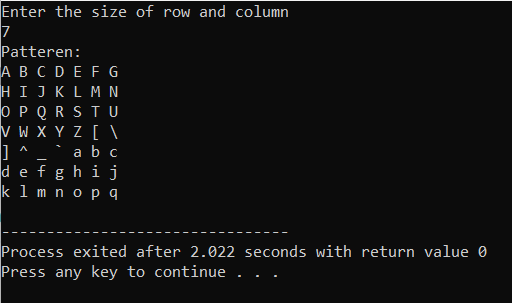 Enter the size of row and column
7
Patteren:
A B C D E F G
H I J K L M N
O P Q R S T U
V W X Y Z [ \
] ^ _ ` a b c
d e f g h i j
k l m n o p q
--------------------------------
Process exited after 2.022 seconds with return value 0
Press any key to continue . . .